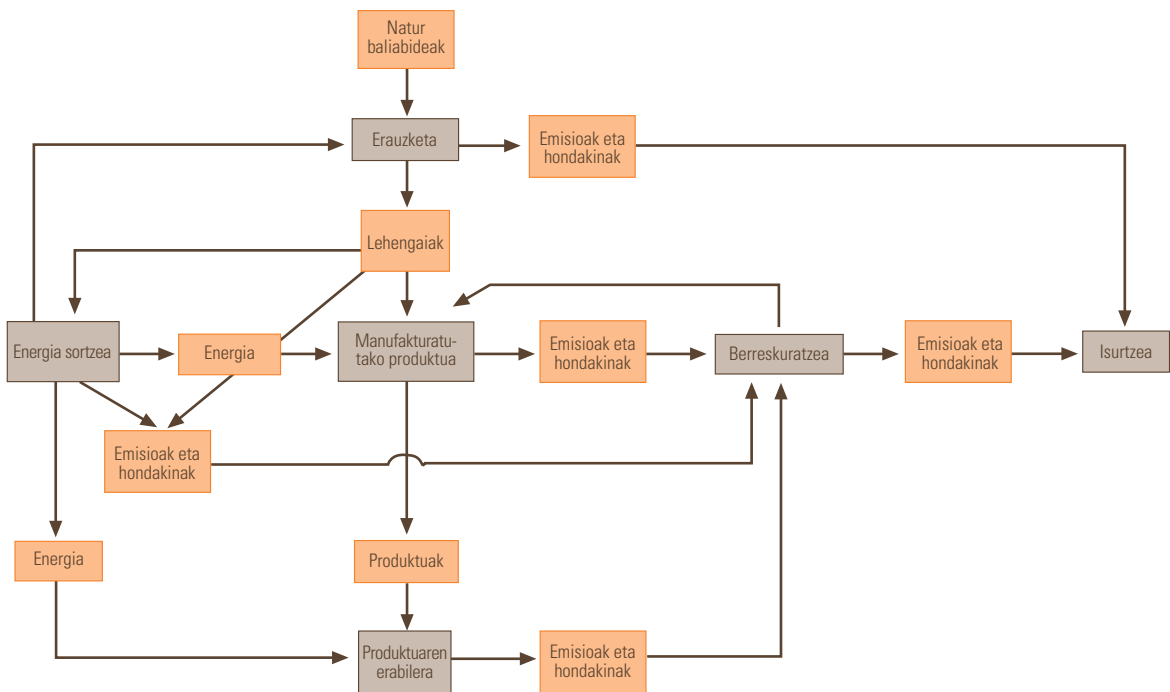 Natur
baliabideak
Erauzketa
Emisioak eta
hondakinak
Lehengaiak
Energia sortzea
Energia
Manufakturatu-
tako produktua
Emisioak eta
hondakinak
Berreskuratzea
Emisioak eta
hondakinak
Isurtzea
Emisioak eta
hondakinak
Energia
Produktuak
Produktuaren
erabilera
Emisioak eta
hondakinak